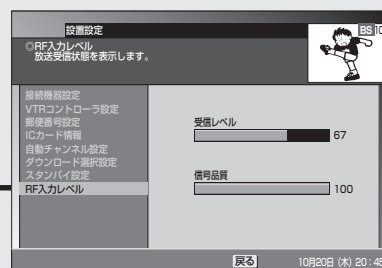 設置設定
◎RF入力レベル
放送受信状態を表示します。
BS
接続機器設定
VTRコントローラ設定
郵便番号設定
ICカード情報
自動チャンネル設定
ダウンロード選択設定
スタンバイ設定
RF入力レベル
受信レベル
67
信号品質
100
戻る 10月20日 (木) 20:45